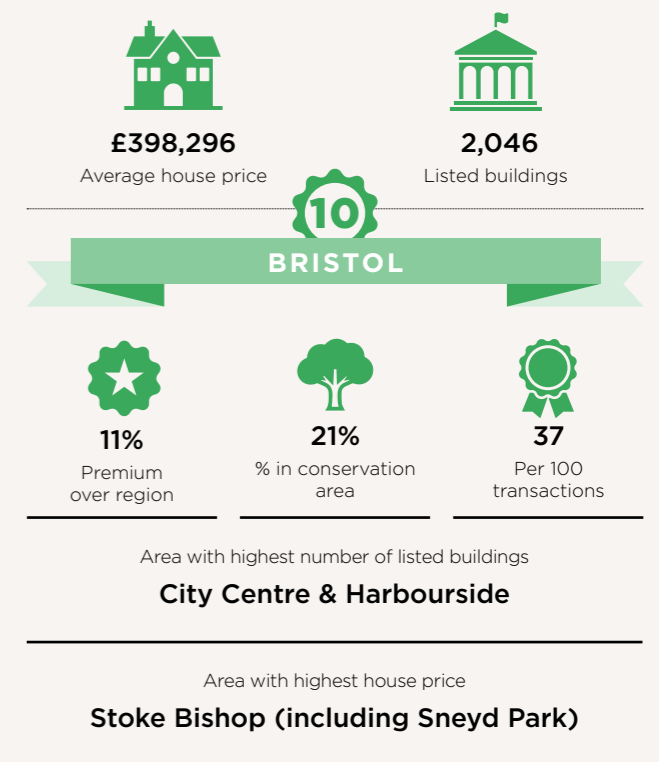 £398,296
Average house price
2,046
Listed buildings
10
BRISTOL
11%
Premium
over region
21%
% in conservation
area
37
Per 100
transactions
Area with highest number of listed buildings
City Centre & Harbourside
Area with highest house price
Stoke Bishop (including Sneyd Park)